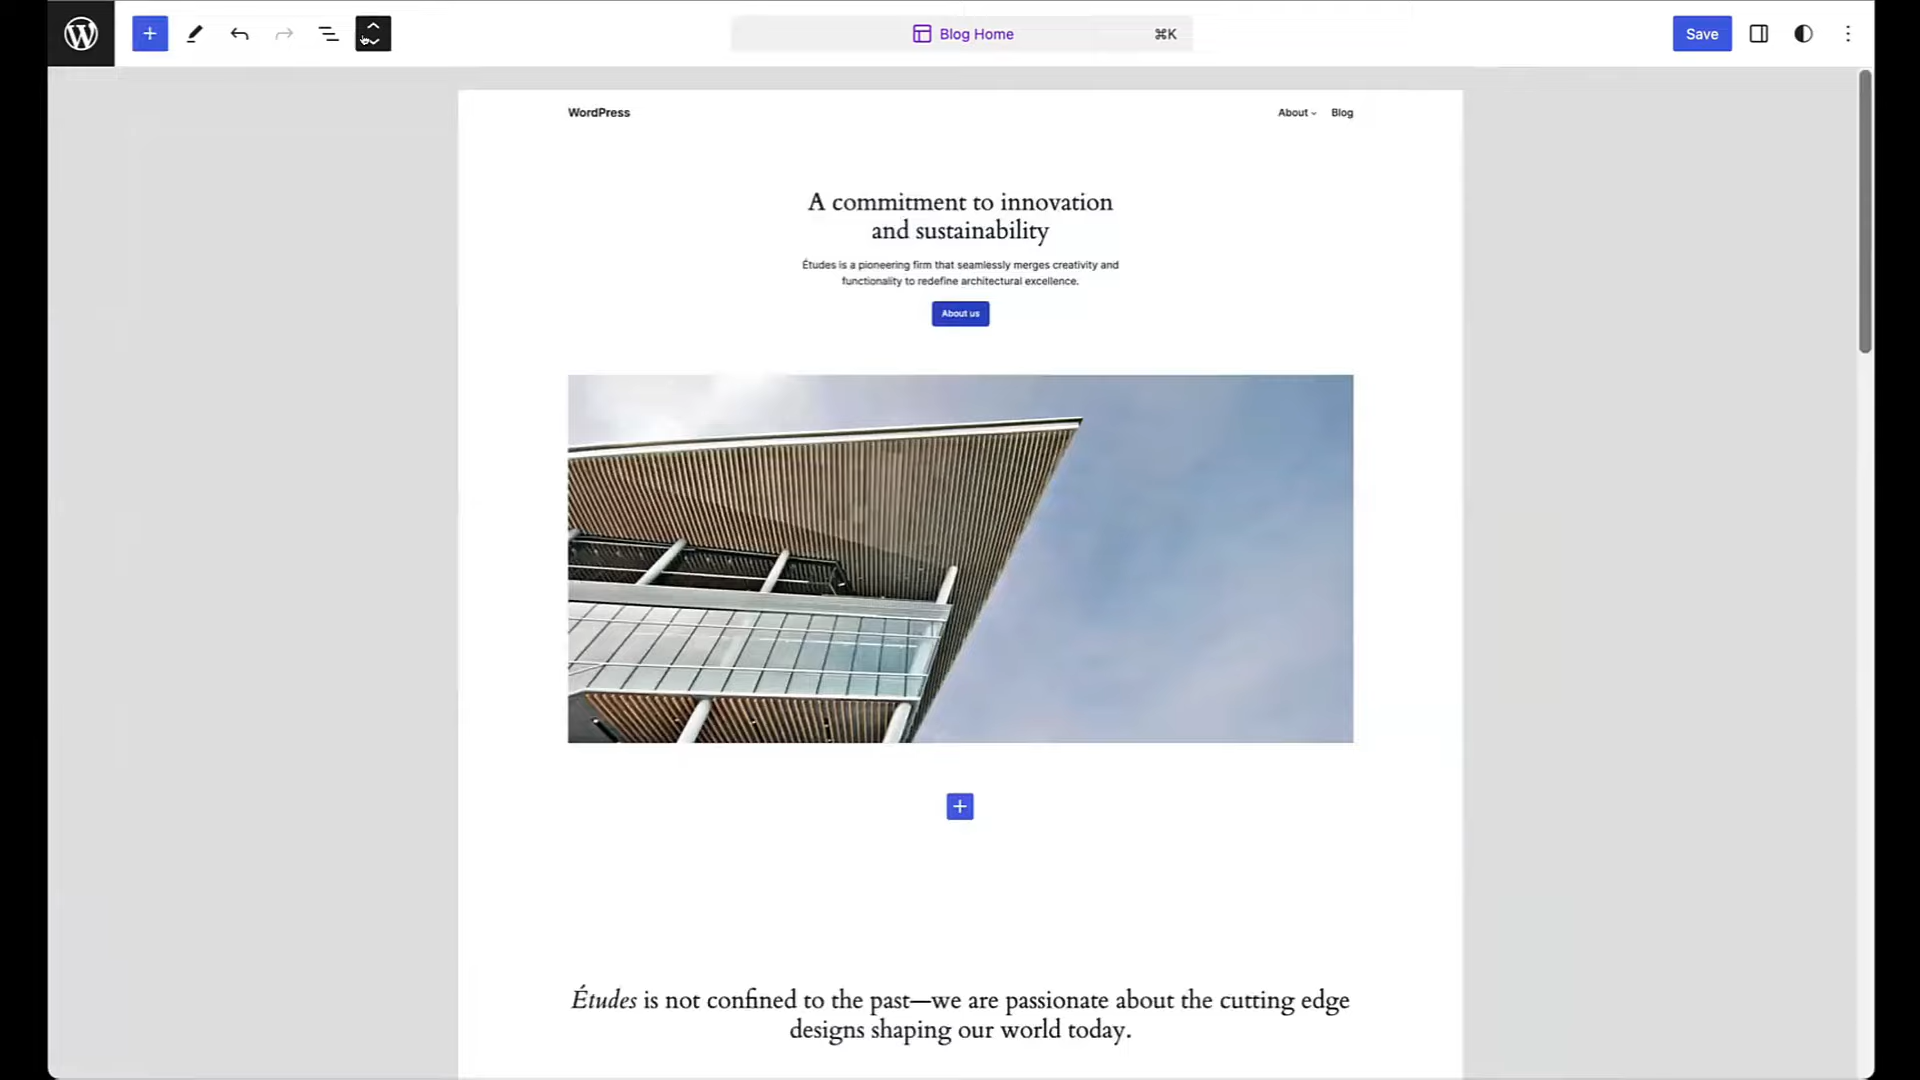 Blog Home
⌘K
Save
WordPress
About
Blog
A commitment to innovation
and sustainability
Études is a pioneering firm that seamlessly merges creativity and
functionality to redefine architectural excellence.
About us
Études is not confined to the past—we are passionate about the cutting edge
designs shaping our world today.